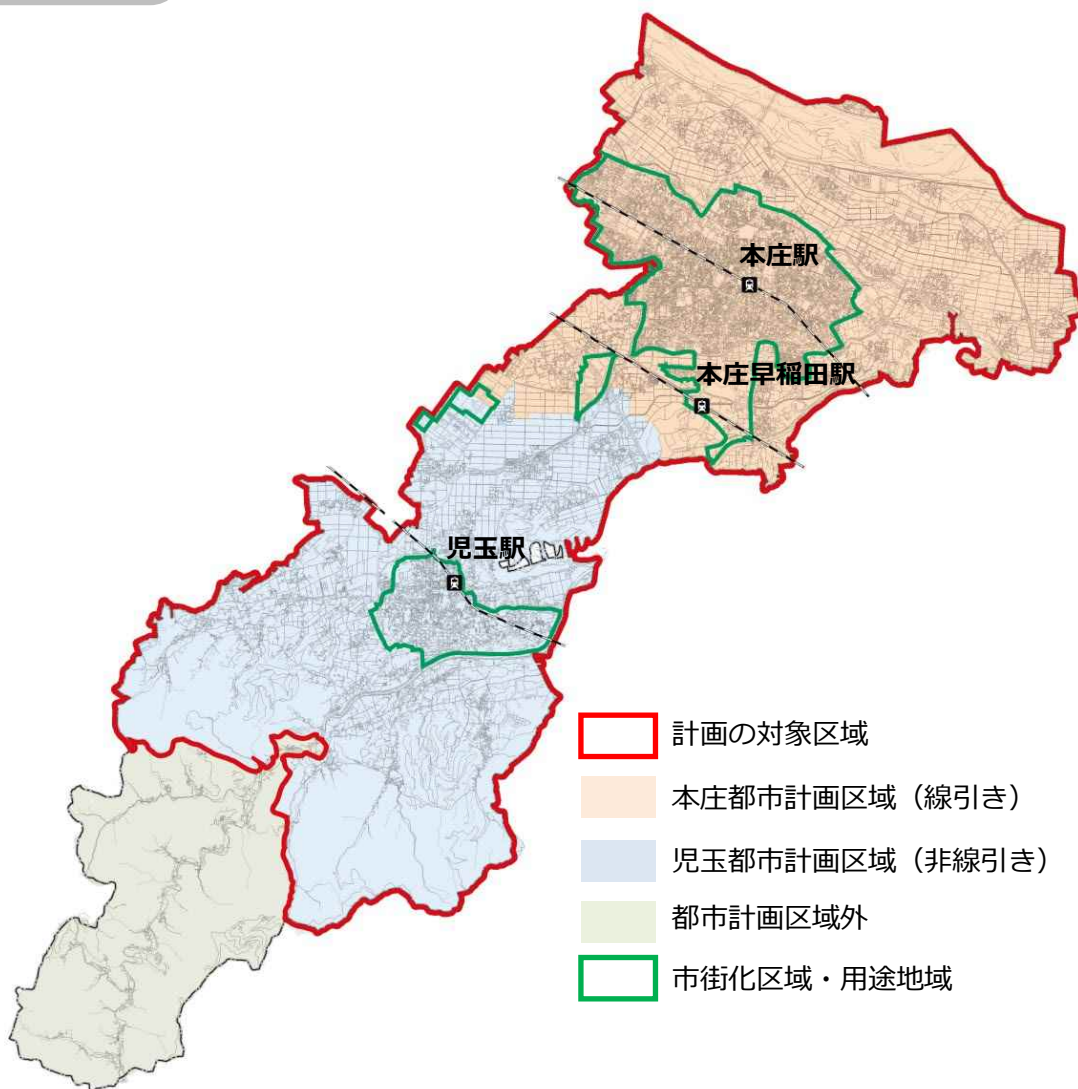 本庄駅
本庄早稲田駅
児玉駅
計画の対象区域
本庄都市計画区域（線引き）
児玉都市計画区域（非線引き）
都市計画区域外
市街化区域・用途地域